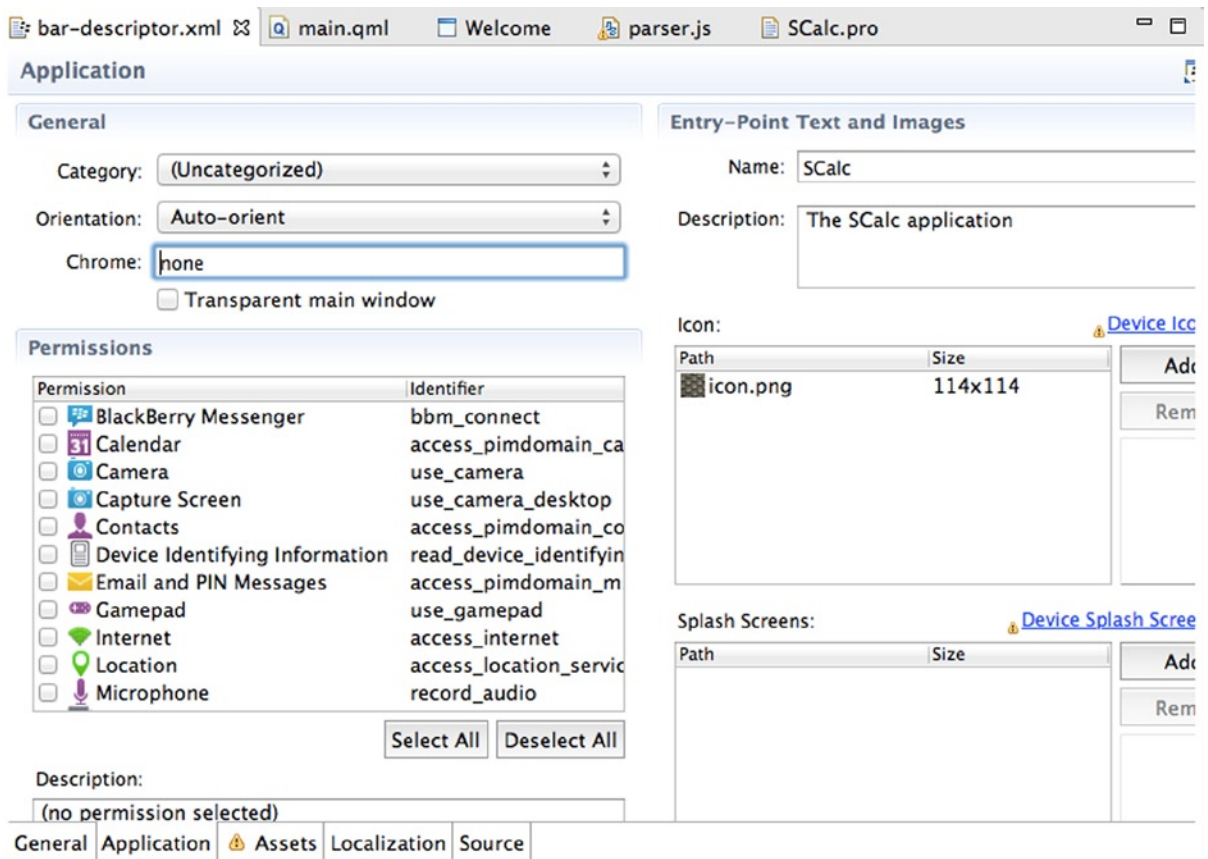 bar-descriptor.xml
main.qml
Welcome
parser.js
SCalc.pro
Application
General
Category: (Uncategorized)
Orientation: Auto-orient
Chrome: none
Transparent main window
Permissions
Permission Identifier
BlackBerry Messenger bbm_connect
31 Calendar access_pimdomain_ca
Camera use_camera
Capture Screen use_camera_desktop
Contacts access_pimdomain_co
Device Identifying Information read_device_identifyin
Email and PIN Messages access_pimdomain_m
Gamepad use_gamepad
Internet access_internet
Location access_location_servic
Microphone record_audio
Select All Deselect All
Description:
(no permission selected)
Entry-Point Text and Images
Name: SCalc
Description: The SCalc application
Icon: Device Ico
Path Size
icon.png 114x114
Add
Rem
Splash Screens: Device Splash Scree
Path Size
Add
Rem
General Application Assets Localization Source